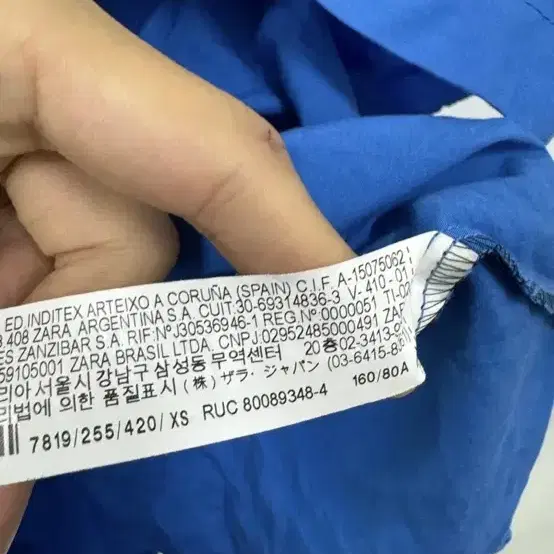 ED.INDITEX ARTEIXO A CORUÑA (SPAIN) C.I.F. A-15075062
408 ZARA ARGENTINA S.A. CUIT:30-69314836-3 V-410-01
ES ZANZIBAR S.A. RIF:NºJ30536946-1 REG.Nº0000051
59105001 ZARA BRASIL LTDA. CNPJ:02952485000491
리아 서울시 강남구 삼성동 무역센터 20층 02-3413-
리법에 의한 품질표시 (株) ザラ・ジャパン (03-6415-
7819/255/420/XS RUC 80089348-4 160/80A